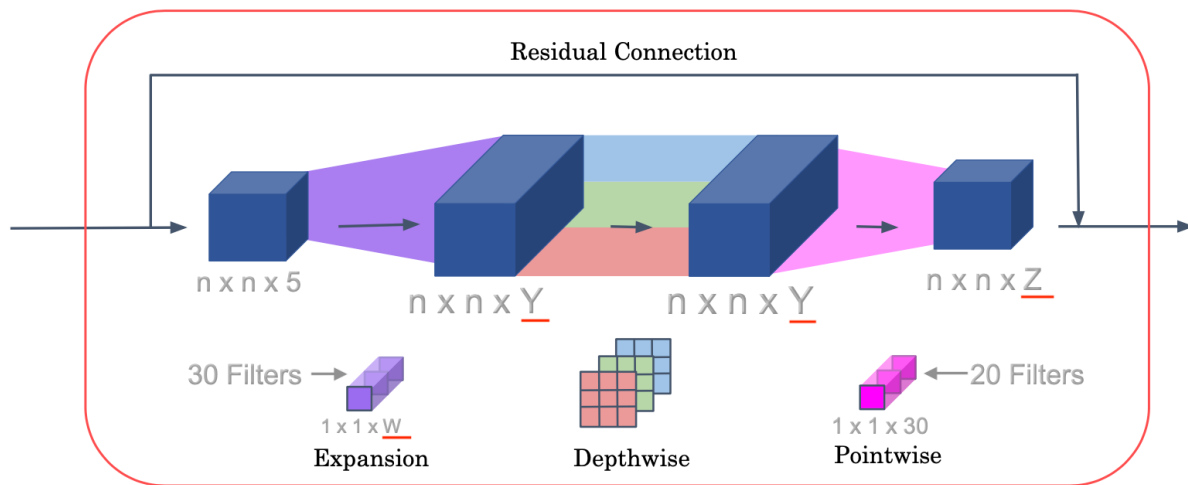 Residual Connection
n x n x 5
n x n x Y
n x n x Y
n x n x Z
30 Filters
1 x 1 x W
Expansion
Depthwise
20 Filters
1 x 1 x 30
Pointwise